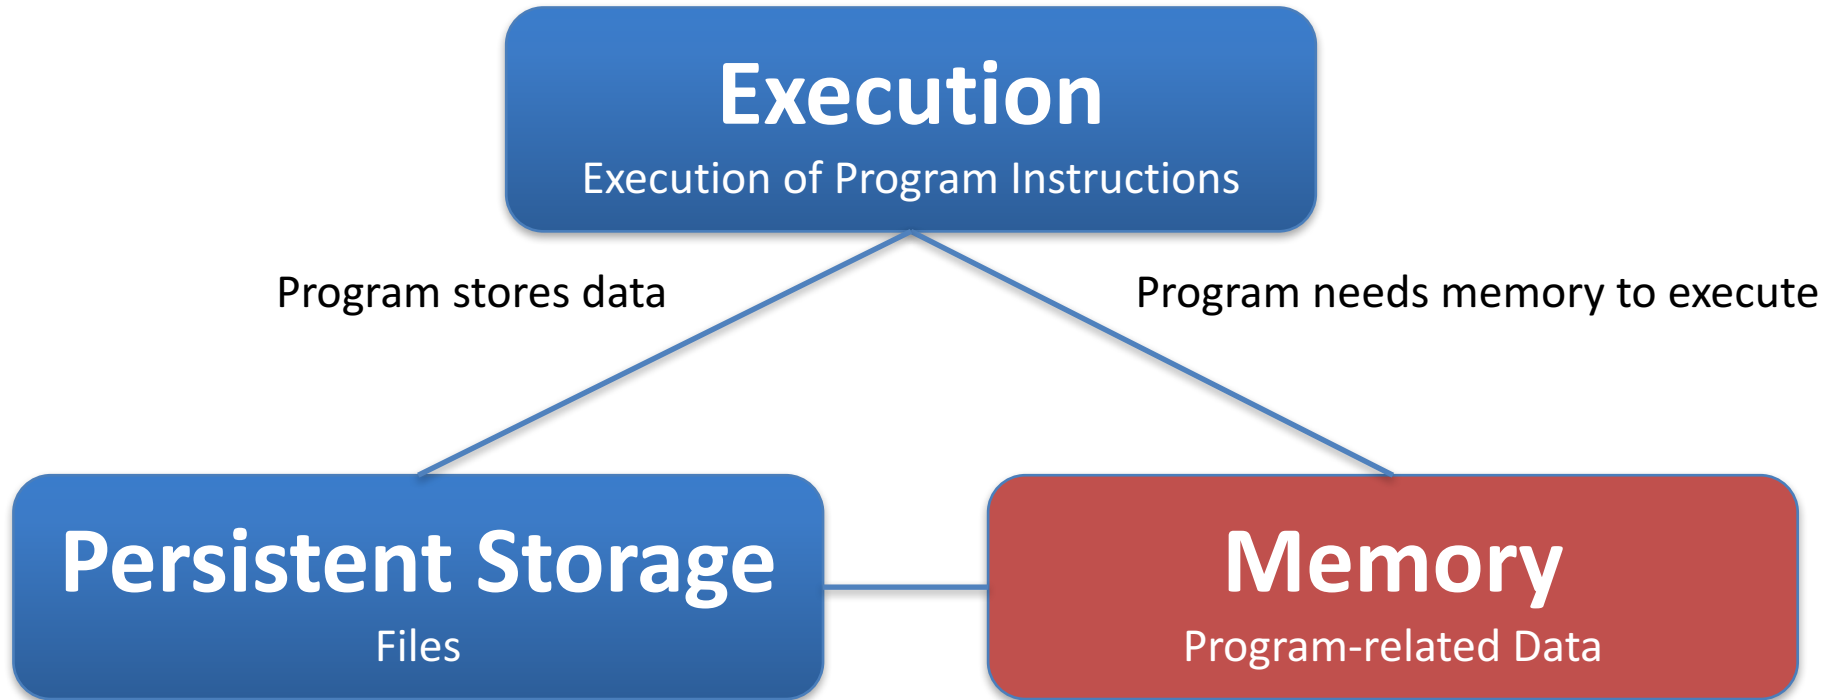 Execution
Execution of Program Instructions
Program stores data
Program needs memory to execute
Persistent Storage
Files
Memory
Program-related Data